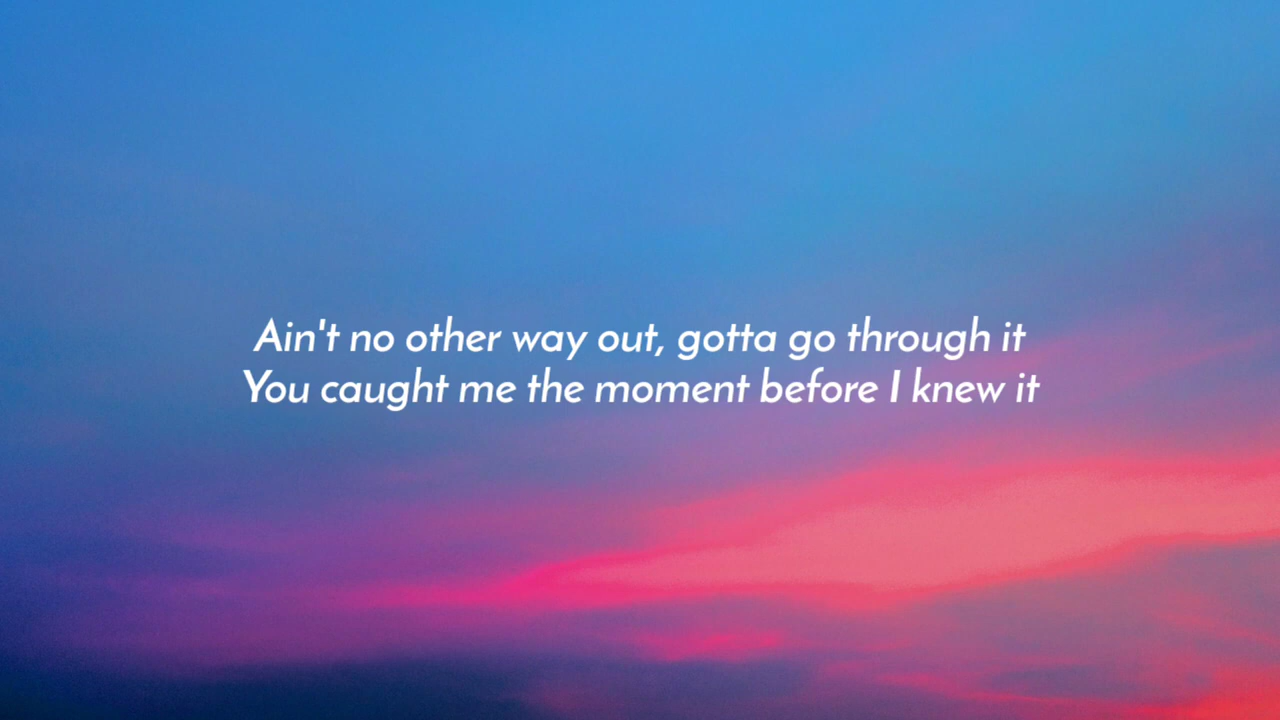 Ain't no other way out, gotta go through it
You caught me the moment before I knew it